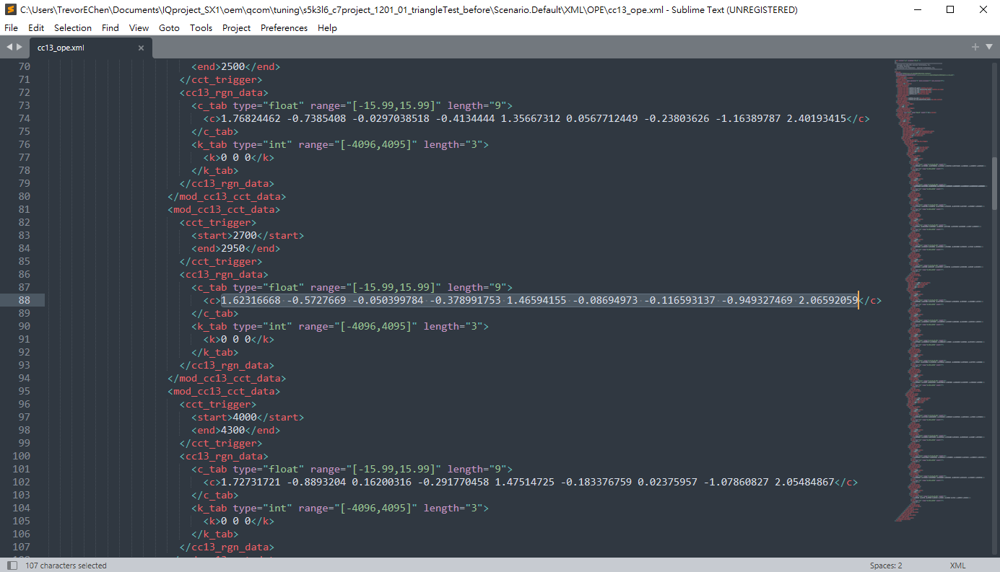 C:\Users\TrevorEChen\Documents\IQproject_SX1\oem\qcom\tuning\s5k3l6_c7project_1201_01_triangleTest_before\Scenario.Default\XML\OPE\cc13_ope.xml - Sublime Text (UNREGISTERED)
File Edit Selection Find View Goto Tools Project Preferences Help
cc13_ope.xml
70 <end>2500</end>
71 </cct_trigger>
72 <cc13_rgn_data>
73 <c_tab type="float" range="[-15.99,15.99]" length="9">
74 <c>1.76824462 -0.7385408 -0.0297038518 -0.4134444 1.35667312 0.0567712449 -0.23803626 -1.16389787 2.40193415</c>
75 </c_tab>
76 <k_tab type="int" range="[-4096,4095]" length="3">
77 <k>0 0 0</k>
78 </k_tab>
79 </cc13_rgn_data>
80 </mod_cc13_cct_data>
81 <mod_cc13_cct_data>
82 <cct_trigger>
83 <start>2700</start>
84 <end>2950</end>
85 </cct_trigger>
86 <cc13_rgn_data>
87 <c_tab type="float" range="[-15.99,15.99]" length="9">
88 <c>1.62316668 -0.5727669 -0.050399784 -0.378991753 1.46594155 -0.08694973 -0.116593137 -0.949327469 2.06592059</c>
89 </c_tab>
90 <k_tab type="int" range="[-4096,4095]" length="3">
91 <k>0 0 0</k>
92 </k_tab>
93 </cc13_rgn_data>
94 </mod_cc13_cct_data>
95 <mod_cc13_cct_data>
96 <cct_trigger>
97 <start>4000</start>
98 <end>4300</end>
99 </cct_trigger>
100 <cc13_rgn_data>
101 <c_tab type="float" range="[-15.99,15.99]" length="9">
102 <c>1.72731721 -0.8893204 0.16200316 -0.291770458 1.47514725 -0.183376759 0.02375957 -1.07860827 2.05484867</c>
103 </c_tab>
104 <k_tab type="int" range="[-4096,4095]" length="3">
105 <k>0 0 0</k>
106 </k_tab>
107 </cc13_rgn_data>
107 characters selected Spaces: 2 XML